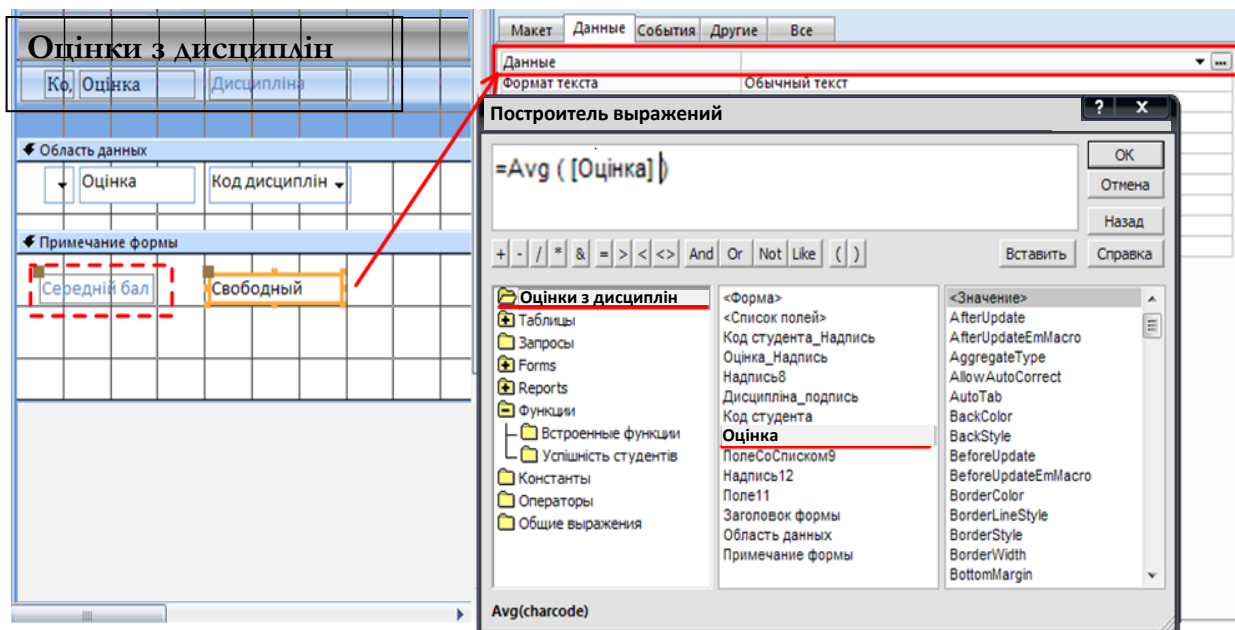 Оцінки з дисциплін
Ко, Оцінка Дисципліна
Область данных
Оцінка Код дисциплін
Примечание формы
Середній бал Свободный
Макет Данные События Другие Все
Данные
Формат текста Обычный текст
Построитель выражений ? X
=Avg ( [Оцінка] )
OK
Отмена
Назад
+ - / * & = > < <> And Or Not Like ( ) Вставить Справка
Оцінки з дисциплін
Таблицы
Запросы
Forms
Reports
Функции
Встроенные функции
Успішність студентів
Константы
Операторы
Общие выражения
<Форма>
<Список полей>
Код студента_Надпись
Оцінка_Надпись
Надпись8
Дисципліна_подпись
Код студента
Оцінка
ПолеСоСписком9
Надпись12
Поле11
Заголовок формы
Область данных
Примечание формы
<Значение>
AfterUpdate
AfterUpdateEmMacro
AggregateType
AllowAutoCorrect
AutoTab
BackColor
BackStyle
BeforeUpdate
BeforeUpdateEmMacro
BorderColor
BorderLineStyle
BorderStyle
BorderWidth
BottomMargin
Avg(charcode)